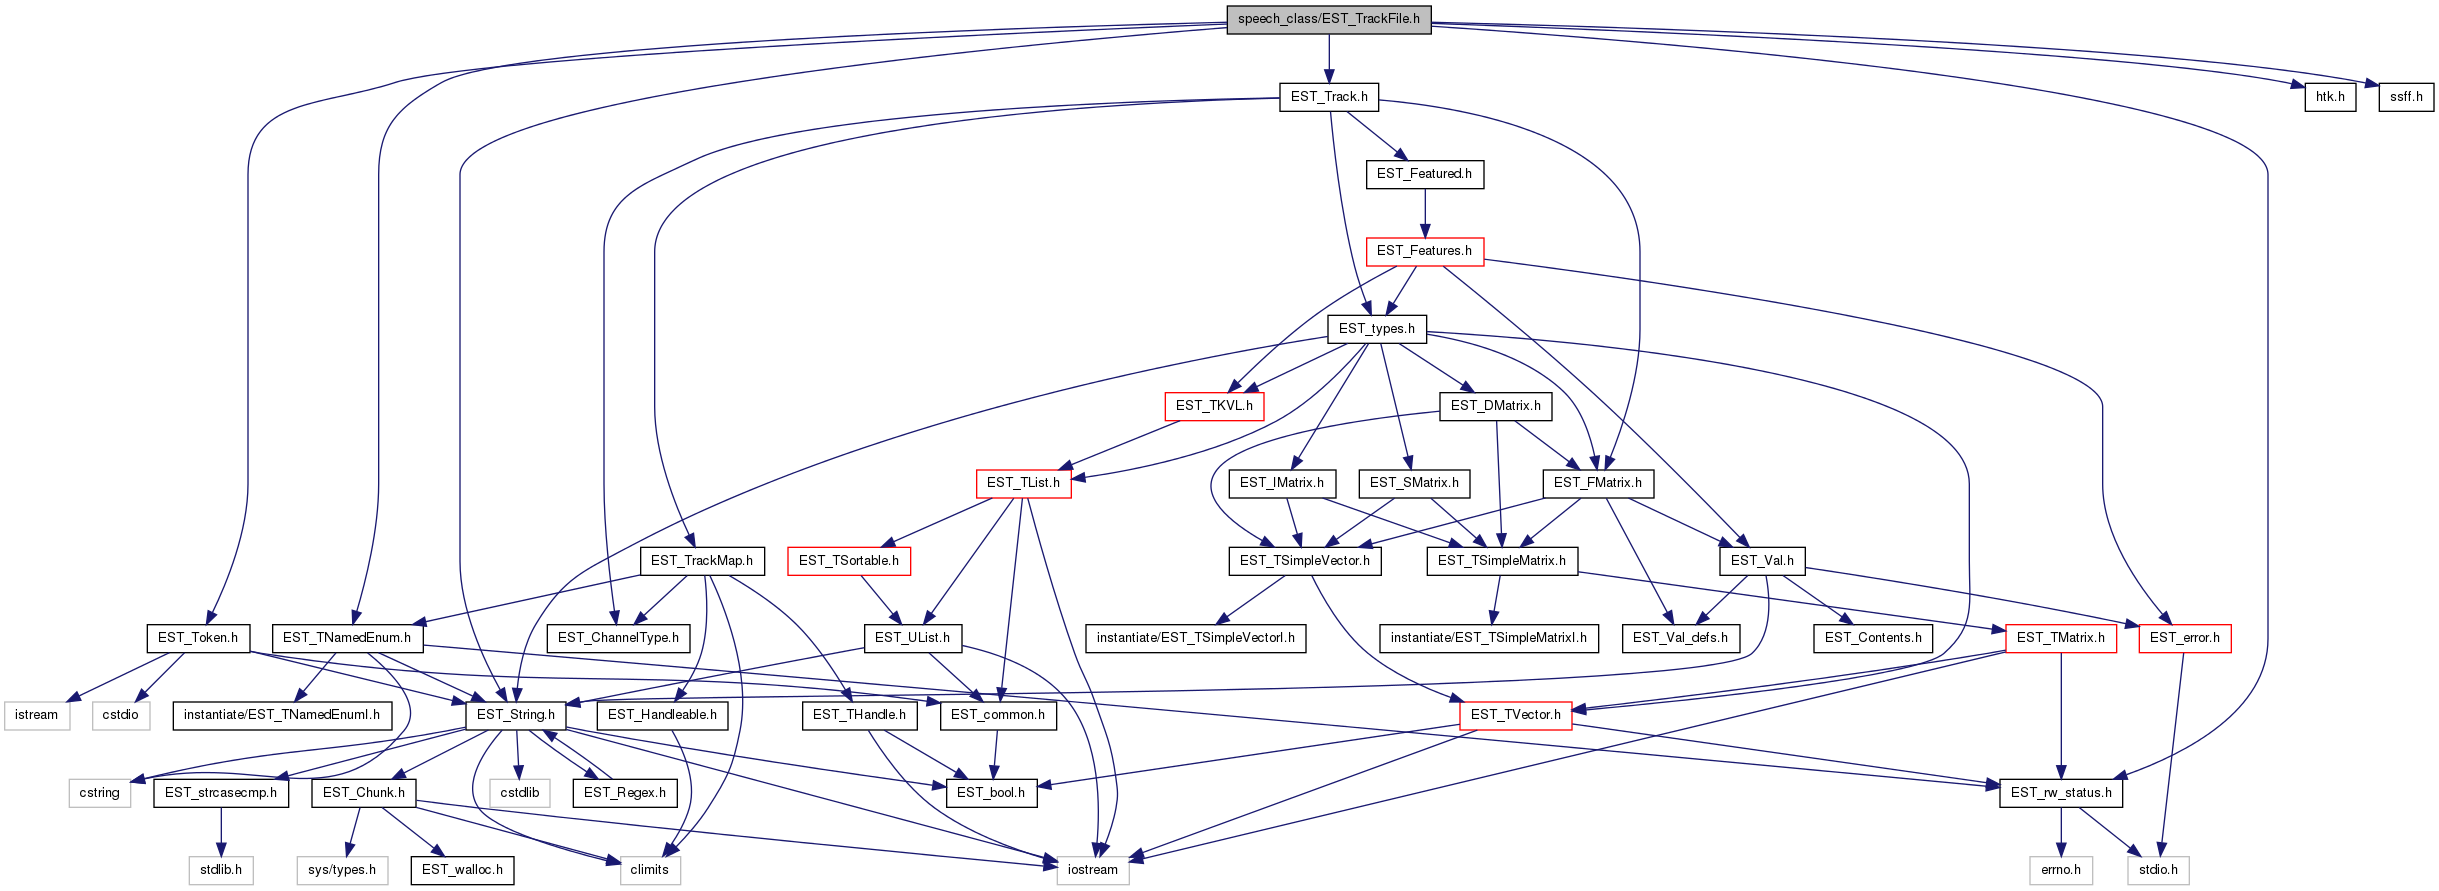 speech_class/EST_TrackFile.h
EST_Track.h
htk.h
ssff.h
EST_Featured.h
EST_Features.h
EST_types.h
EST_TKVL.h
EST_DMatrix.h
EST_TList.h
EST_IMatrix.h
EST_SMatrix.h
EST_FMatrix.h
EST_TrackMap.h
EST_TSortable.h
EST_TSimpleVector.h
EST_TSimpleMatrix.h
EST_Val.h
EST_Token.h
EST_TNamedEnum.h
EST_ChannelType.h
EST_UList.h
instantiate/EST_TSimpleVectorI.h
instantiate/EST_TSimpleMatrixI.h
EST_Val_defs.h
EST_Contents.h
EST_TMatrix.h
EST_error.h
istream
cstdio
instantiate/EST_TNamedEnumI.h
EST_String.h
EST_Handleable.h
EST_THandle.h
EST_common.h
EST_TVector.h
cstring
EST_strcasecmp.h
EST_Chunk.h
cstdlib
EST_Regex.h
EST_bool.h
EST_rw_status.h
stdlib.h
sys/types.h
EST_walloc.h
climits
iostream
errno.h
stdio.h